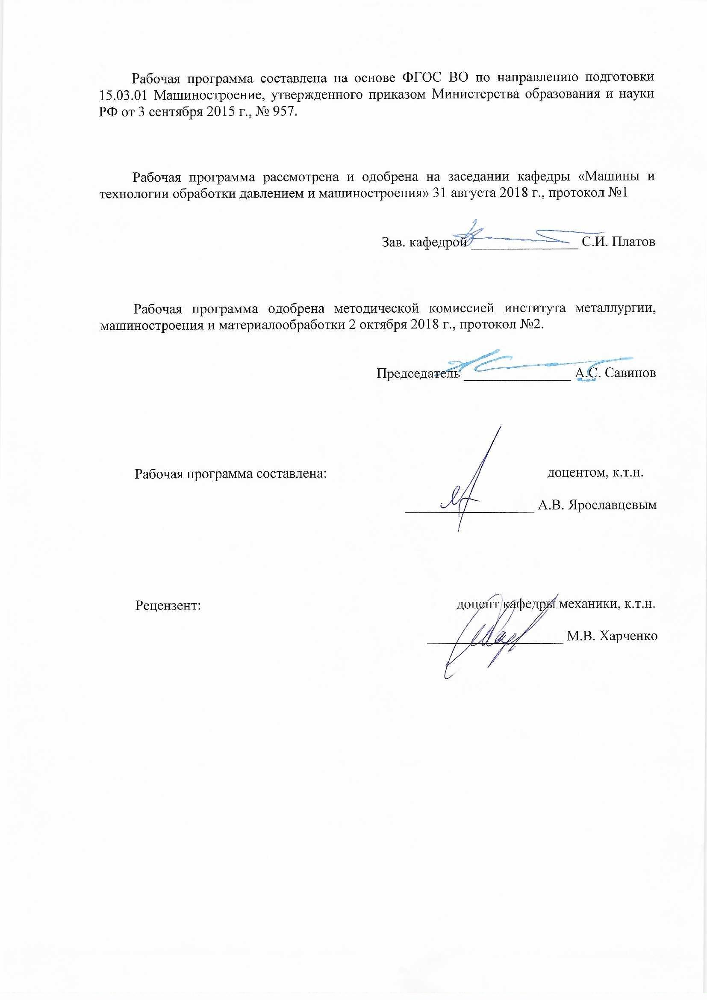 Рабочая программа составлена на основе ФГОС ВО по направлению подготовки
15.03.01 Машиностроение, утвержденного приказом Министерства образования и науки
РФ от 3 сентября 2015 г., № 957.
Рабочая программа рассмотрена и одобрена на заседании кафедры «Машины и
технологии обработки давлением и машиностроения» 31 августа 2018 г., протокол №1
Зав. кафедрой _______________ С.И. Платов
Рабочая программа одобрена методической комиссией института металлургии,
машиностроения и материалообработки 2 октября 2018 г., протокол №2.
Председатель _______________ А.С. Савинов
Рабочая программа составлена: доцентом, к.т.н.
__________________ А.В. Ярославцевым
Рецензент: доцент кафедры механики, к.т.н.
___________________ М.В. Харченко